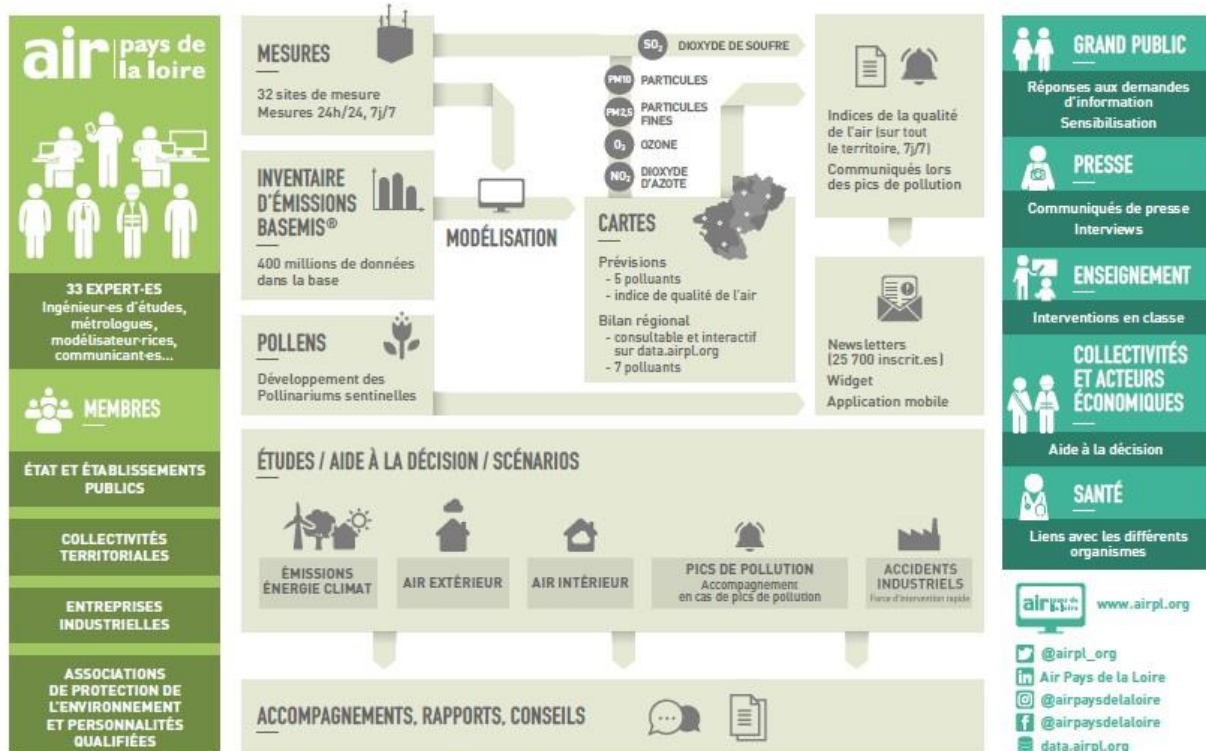 air pays de
la loire
33 EXPERT·ES
Ingénieur·es d'études,
métrologues,
modélisateur·rices,
communicant·es...
MEMBRES
ÉTAT ET ÉTABLISSEMENTS
PUBLICS
COLLECTIVITÉS
TERRITORIALES
ENTREPRISES
INDUSTRIELLES
ASSOCIATIONS
DE PROTECTION DE
L'ENVIRONNEMENT
ET PERSONNALITÉS
QUALIFIÉES
MESURES
32 sites de mesure
Mesures 24h/24, 7j/7
INVENTAIRE
D'ÉMISSIONS
BASEMIS®
400 millions de données
dans la base
POLLENS
Développement des
Pollinariums sentinelles
MODÉLISATION
SO₂ DIOXYDE DE SOUFRE
PM10 PARTICULES
PM2,5 PARTICULES
FINES
O₃ OZONE
NO₂ DIOXYDE
D'AZOTE
CARTES
Prévisions
- 5 polluants
- indice de qualité de l'air
Bilan régional
- consultable et interactif
sur data.airpl.org
- 7 polluants
Indices de la qualité
de l'air (sur tout
le territoire, 7j/7)
Communiqués lors
des pics de pollution
Newsletters
(25 700 inscrit.es)
Widget
Application mobile
ÉTUDES / AIDE À LA DÉCISION / SCÉNARIOS
ÉMISSIONS
ÉNERGIE CLIMAT
AIR EXTÉRIEUR
AIR INTÉRIEUR
PICS DE POLLUTION
Accompagnement
en cas de pics de pollution
ACCIDENTS
INDUSTRIELS
Force d'intervention rapide
ACCOMPAGNEMENTS, RAPPORTS, CONSEILS
GRAND PUBLIC
Réponses aux demandes
d'information
Sensibilisation
PRESSE
Communiqués de presse
Interviews
ENSEIGNEMENT
Interventions en classe
COLLECTIVITÉS
ET ACTEURS
ÉCONOMIQUES
Aide à la décision
SANTÉ
Liens avec les différents
organismes
air pays de
la loire
www.airpl.org
@airpl_org
in Air Pays de la Loire
@airpaysdelaloire
f @airpaysdelaloire
data.airpl.org